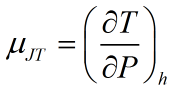 μ_JT = (∂T/∂P)_h